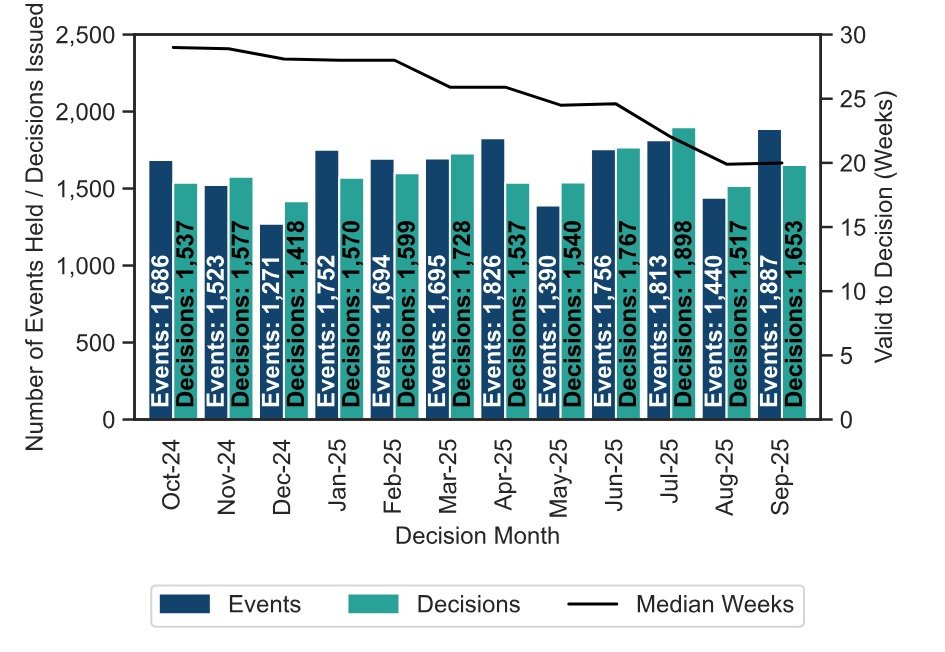 Number of Events Held / Decisions Issued
2,500
2,000
1,500
1,000
500
0
30
25
20
15
10
5
0
Valid to Decision (Weeks)
Events: 1,686
Decisions: 1,537
Events: 1,523
Decisions: 1,577
Events: 1,271
Decisions: 1,418
Events: 1,752
Decisions: 1,570
Events: 1,694
Decisions: 1,599
Events: 1,695
Decisions: 1,728
Events: 1,826
Decisions: 1,537
Events: 1,390
Decisions: 1,540
Events: 1,756
Decisions: 1,767
Events: 1,813
Decisions: 1,898
Events: 1,440
Decisions: 1,517
Events: 1,887
Decisions: 1,653
Oct-24
Nov-24
Dec-24
Jan-25
Feb-25
Mar-25
Apr-25
May-25
Jun-25
Jul-25
Aug-25
Sep-25
Decision Month
Events
Decisions
Median Weeks